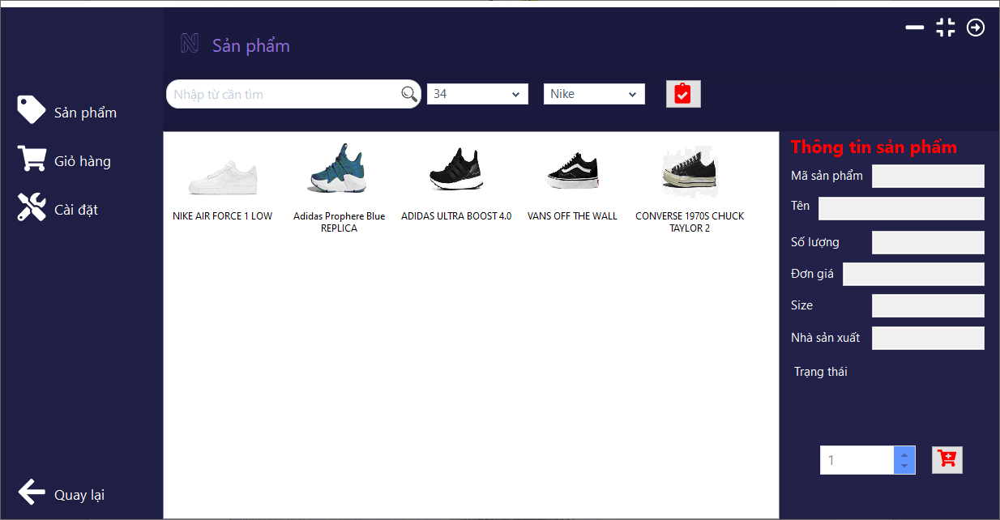 N Sản phẩm
Nhập từ cần tìm
34
Nike
Sản phẩm
Giỏ hàng
Cài đặt
Quay lại
NIKE AIR FORCE 1 LOW
Adidas Prophere Blue
REPLICA
ADIDAS ULTRA BOOST 4.0
VANS OFF THE WALL
CONVERSE 1970S CHUCK
TAYLOR 2
Thông tin sản phẩm
Mã sản phẩm
Tên
Số lượng
Đơn giá
Size
Nhà sản xuất
Trạng thái
1